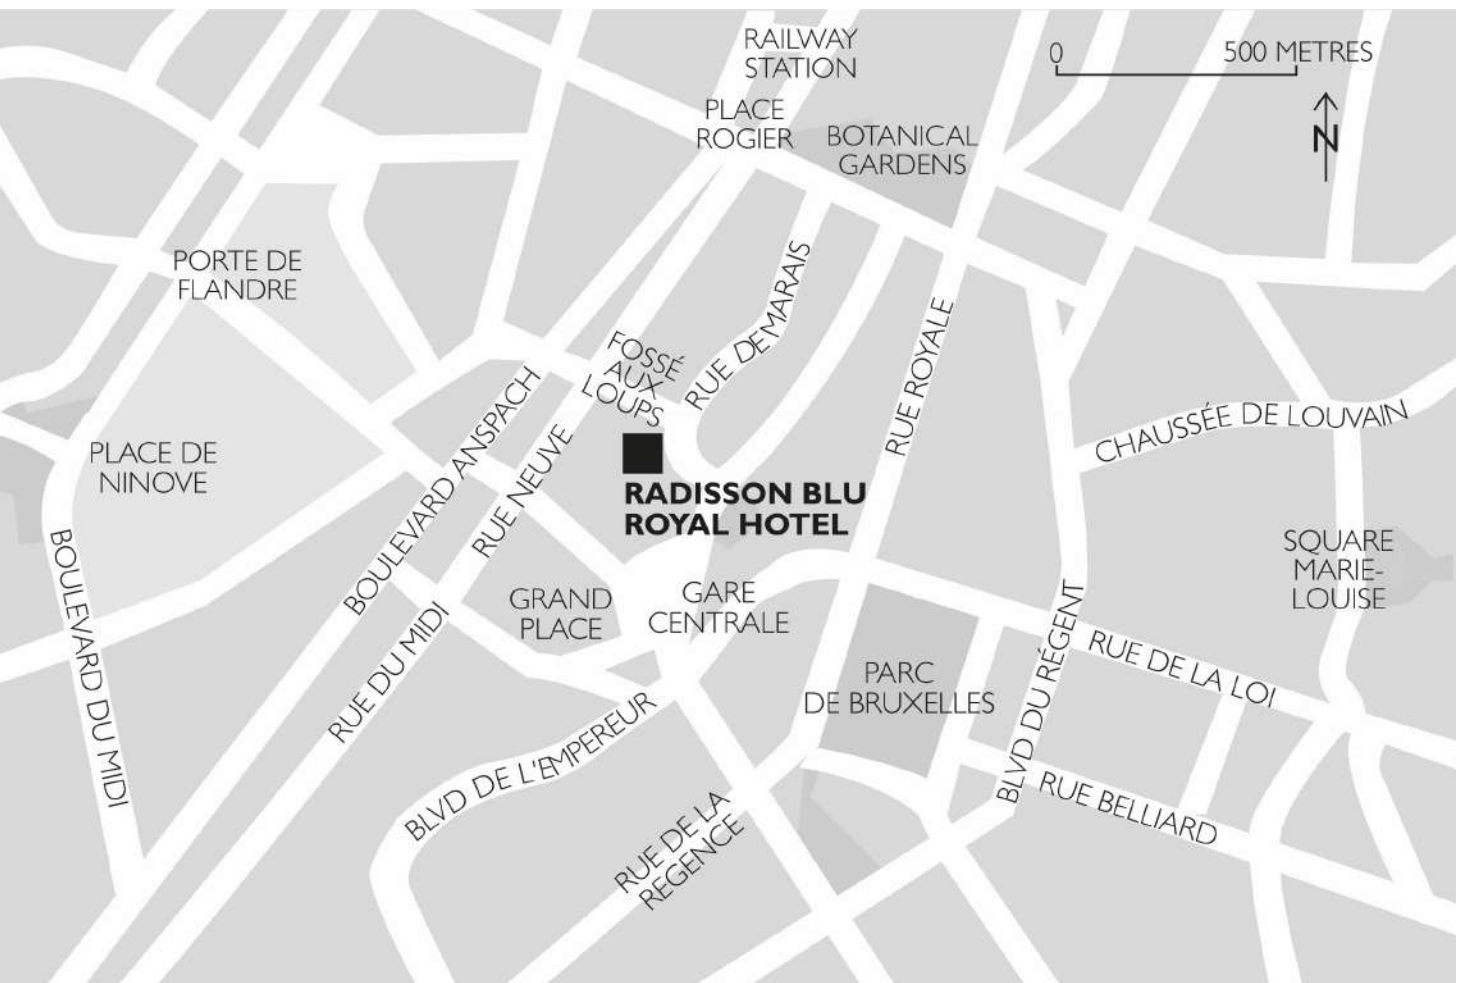 RAILWAY
STATION
0 500 METRES
PLACE
ROGIER
BOTANICAL
GARDENS
N
PORTE DE
FLANDRE
RUE DEMARAIS
FOSSÉ
AUX
LOUPS
RUE ROYALE
BOULEVARD ANSPACH
RUE NEUVE
CHAUSSÉE DE LOUVAIN
PLACE DE
NINOVE
RADISSON BLU
ROYAL HOTEL
BOULEVARD DU MIDI
SQUARE
MARIE-
LOUISE
GRAND
PLACE
GARE
CENTRALE
RUE DU MIDI
BLVD DU RÉGENT
RUE DE LA LOI
PARC
DE BRUXELLES
BLVD DE L'EMPEREUR
RUE BELLIARD
RUE DE LA
REGENCE